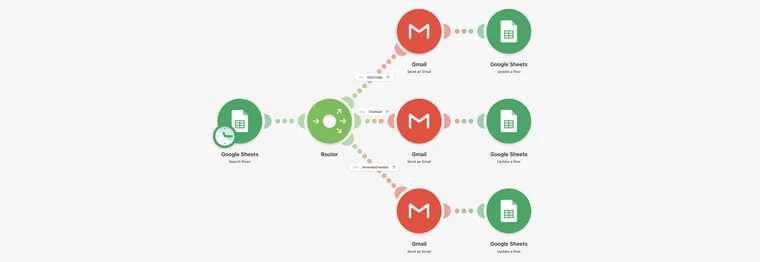 Gmail
Send an Email
Google Sheets
Update a Row
DueToday
Google Sheets
Search Rows
Router
Overdue
Gmail
Send an Email
Google Sheets
Update a Row
SeverelyOverdue
Gmail
Send an Email
Google Sheets
Update a Row